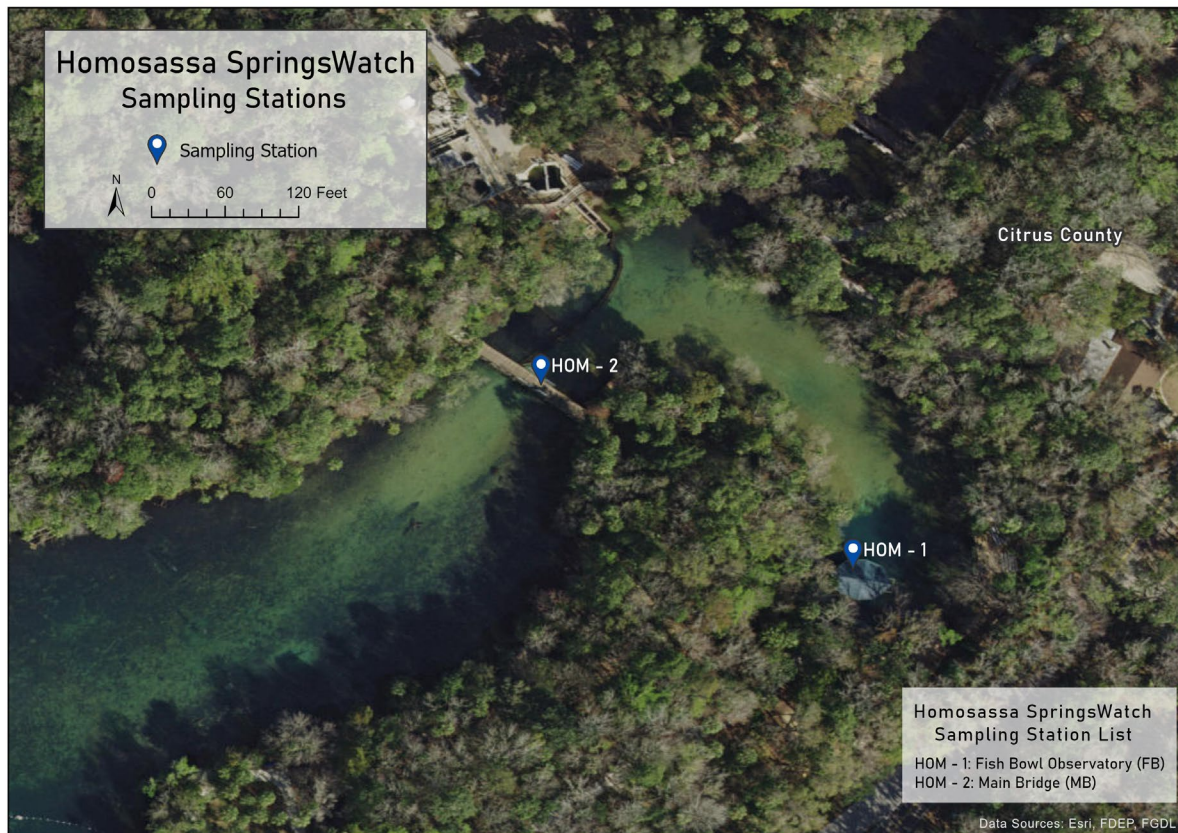 Homosassa SpringsWatch
Sampling Stations
Sampling Station
N
0 60 120 Feet
Citrus County
HOM - 2
HOM - 1
Homosassa SpringsWatch
Sampling Station List
HOM - 1: Fish Bowl Observatory (FB)
HOM - 2: Main Bridge (MB)
Data Sources: Esri, FDEP, FGDL